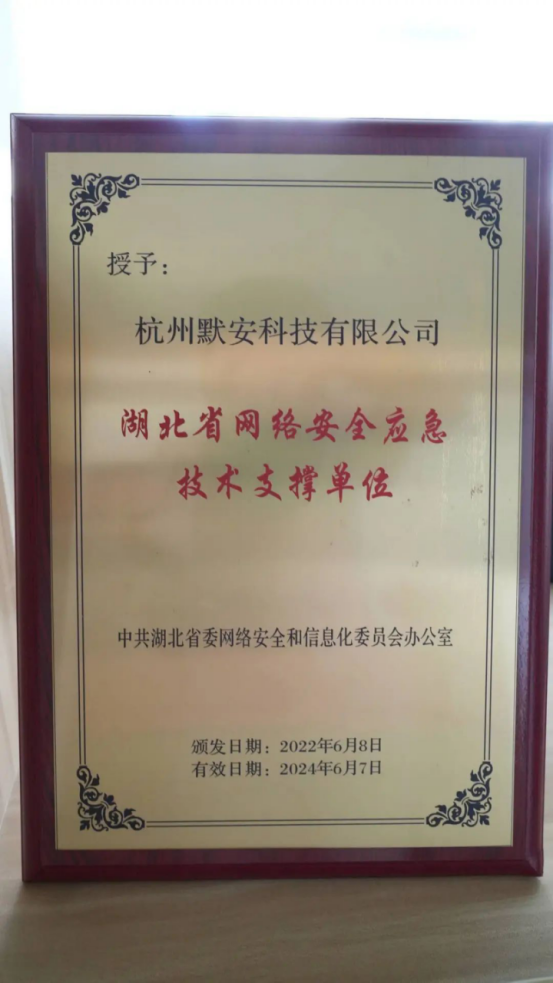 授予：
杭州默安科技有限公司
湖北省网络安全应急
技术支撑单位
中共湖北省委网络安全和信息化委员会办公室
颁发日期：2022年6月8日
有效日期：2024年6月7日